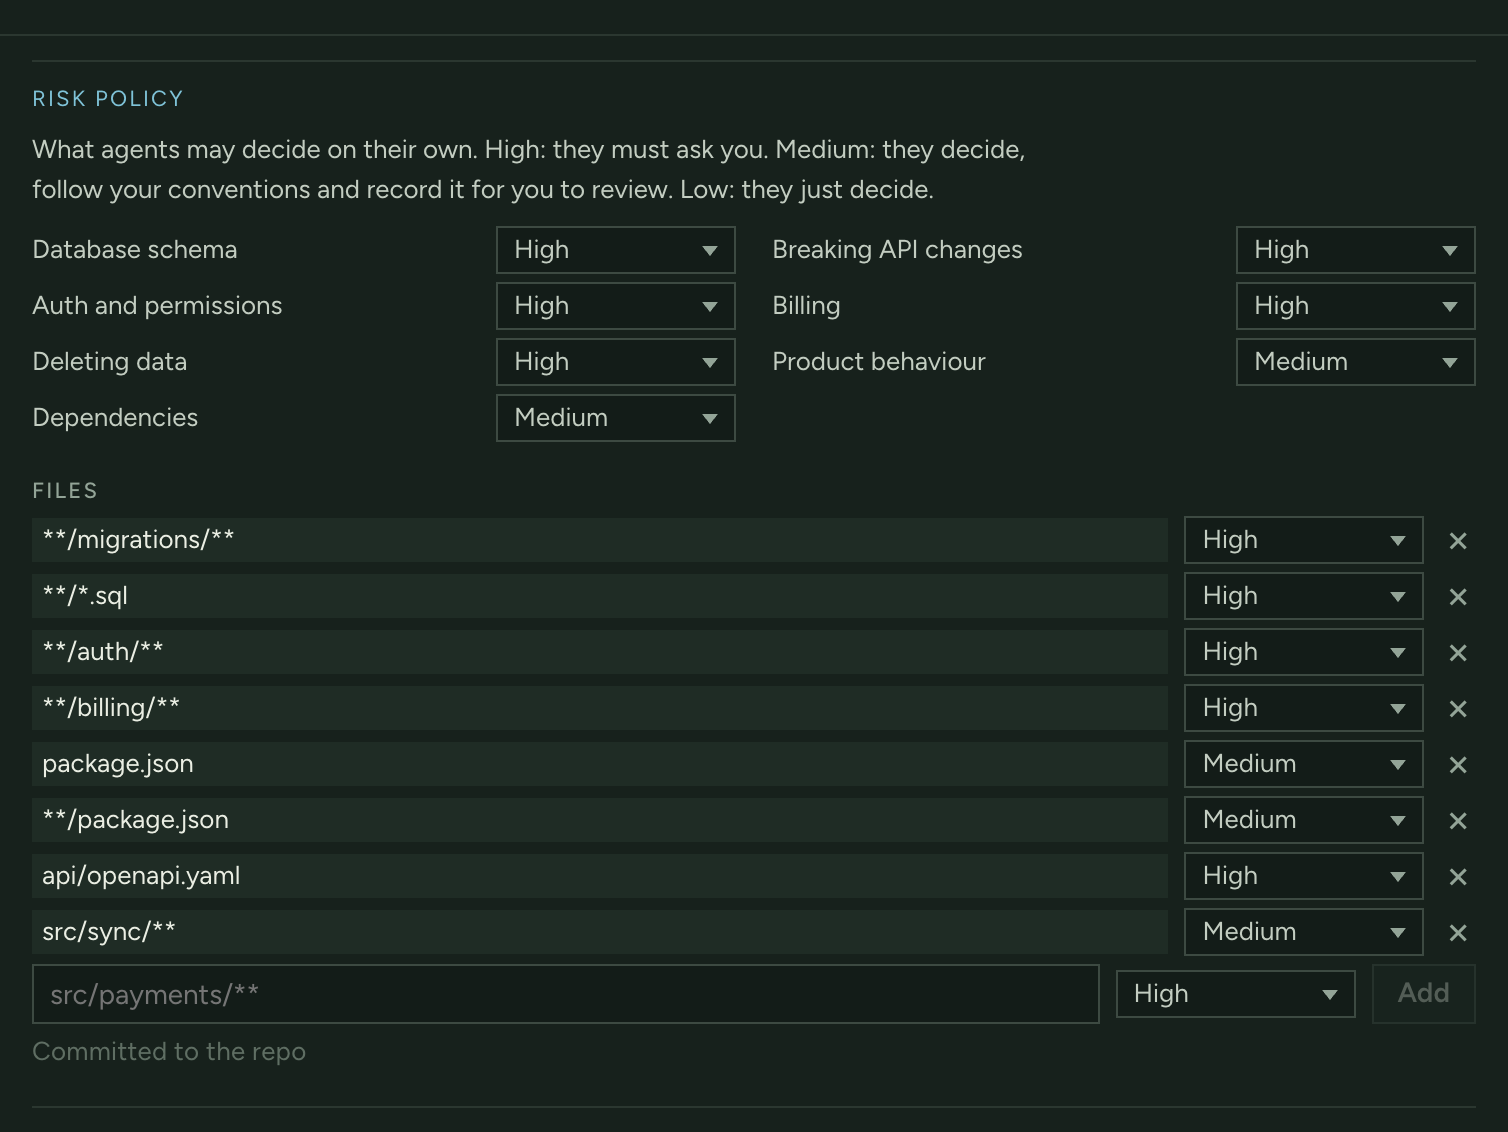 RISK POLICY
What agents may decide on their own. High: they must ask you. Medium: they decide,
follow your conventions and record it for you to review. Low: they just decide.
Database schema High Breaking API changes High
Auth and permissions High Billing High
Deleting data High Product behaviour Medium
Dependencies Medium
FILES
**/migrations/** High ✕
**/*.sql High ✕
**/auth/** High ✕
**/billing/** High ✕
package.json Medium ✕
**/package.json Medium ✕
api/openapi.yaml High ✕
src/sync/** Medium ✕
src/payments/** High Add
Committed to the repo